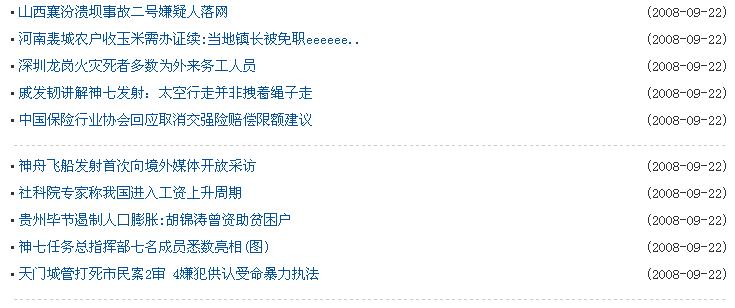 山西襄汾溃坝事故二号嫌疑人落网 (2008-09-22)
河南裴城农户收玉米需办证续:当地镇长被免职eeeeee.. (2008-09-22)
深圳龙岗火灾死者多数为外来务工人员 (2008-09-22)
戚发轫讲解神七发射：太空行走并非拽着绳子走 (2008-09-22)
中国保险行业协会回应取消交强险赔偿限额建议 (2008-09-22)
神舟飞船发射首次向境外媒体开放采访 (2008-09-22)
社科院专家称我国进入工资上升周期 (2008-09-22)
贵州毕节遏制人口膨胀:胡锦涛曾资助贫困户 (2008-09-22)
神七任务总指挥部七名成员悉数亮相(图) (2008-09-22)
天门城管打死市民案2审 4嫌犯供认受命暴力执法 (2008-09-22)